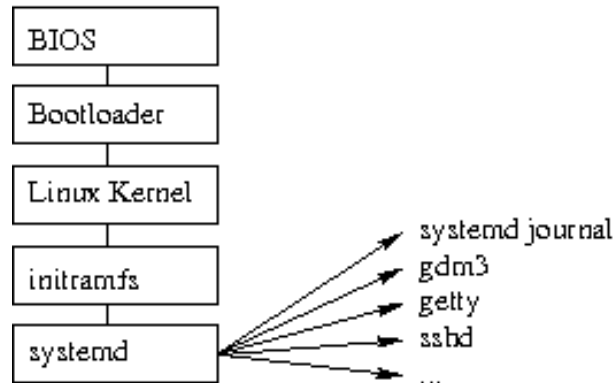 BIOS
Bootloader
Linux Kernel
initramfs
systemd
systemd journal
gdm3
getty
sshd
...